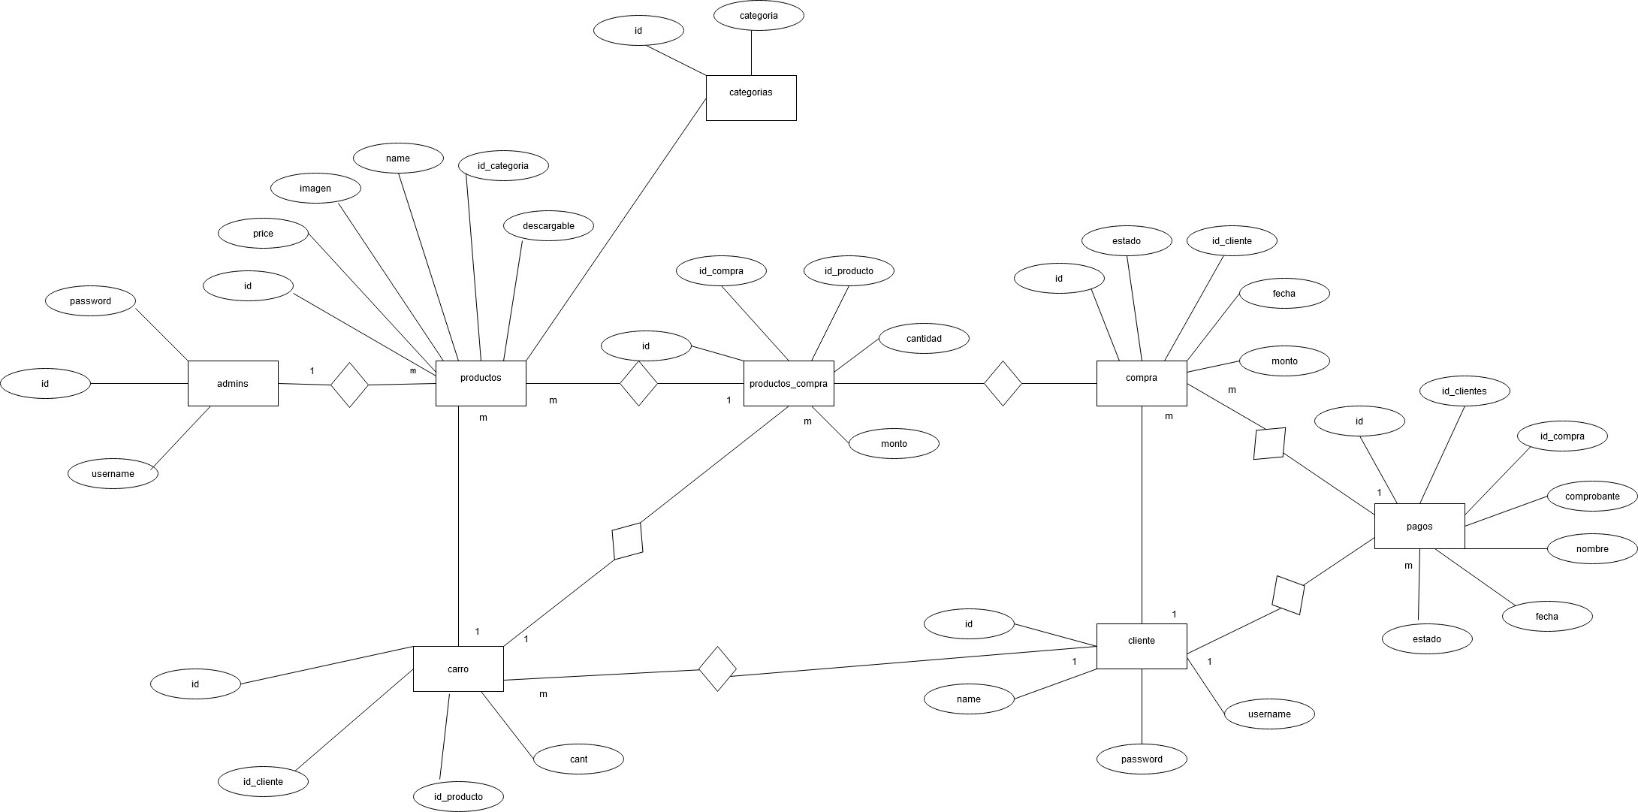 categoria
id
categorias
name
id_categoria
imagen
descargable
price
id
password
id
admins
username
1
m
productos
m
m
id_compra
id_producto
id
cantidad
productos_compra
1
m
monto
estado
id_cliente
id
fecha
monto
compra
m
m
id_clientes
id
id_compra
comprobante
1
pagos
nombre
m
fecha
estado
1
1
carro
m
id
id_cliente
id_producto
cant
1
id
cliente
1
1
name
username
password